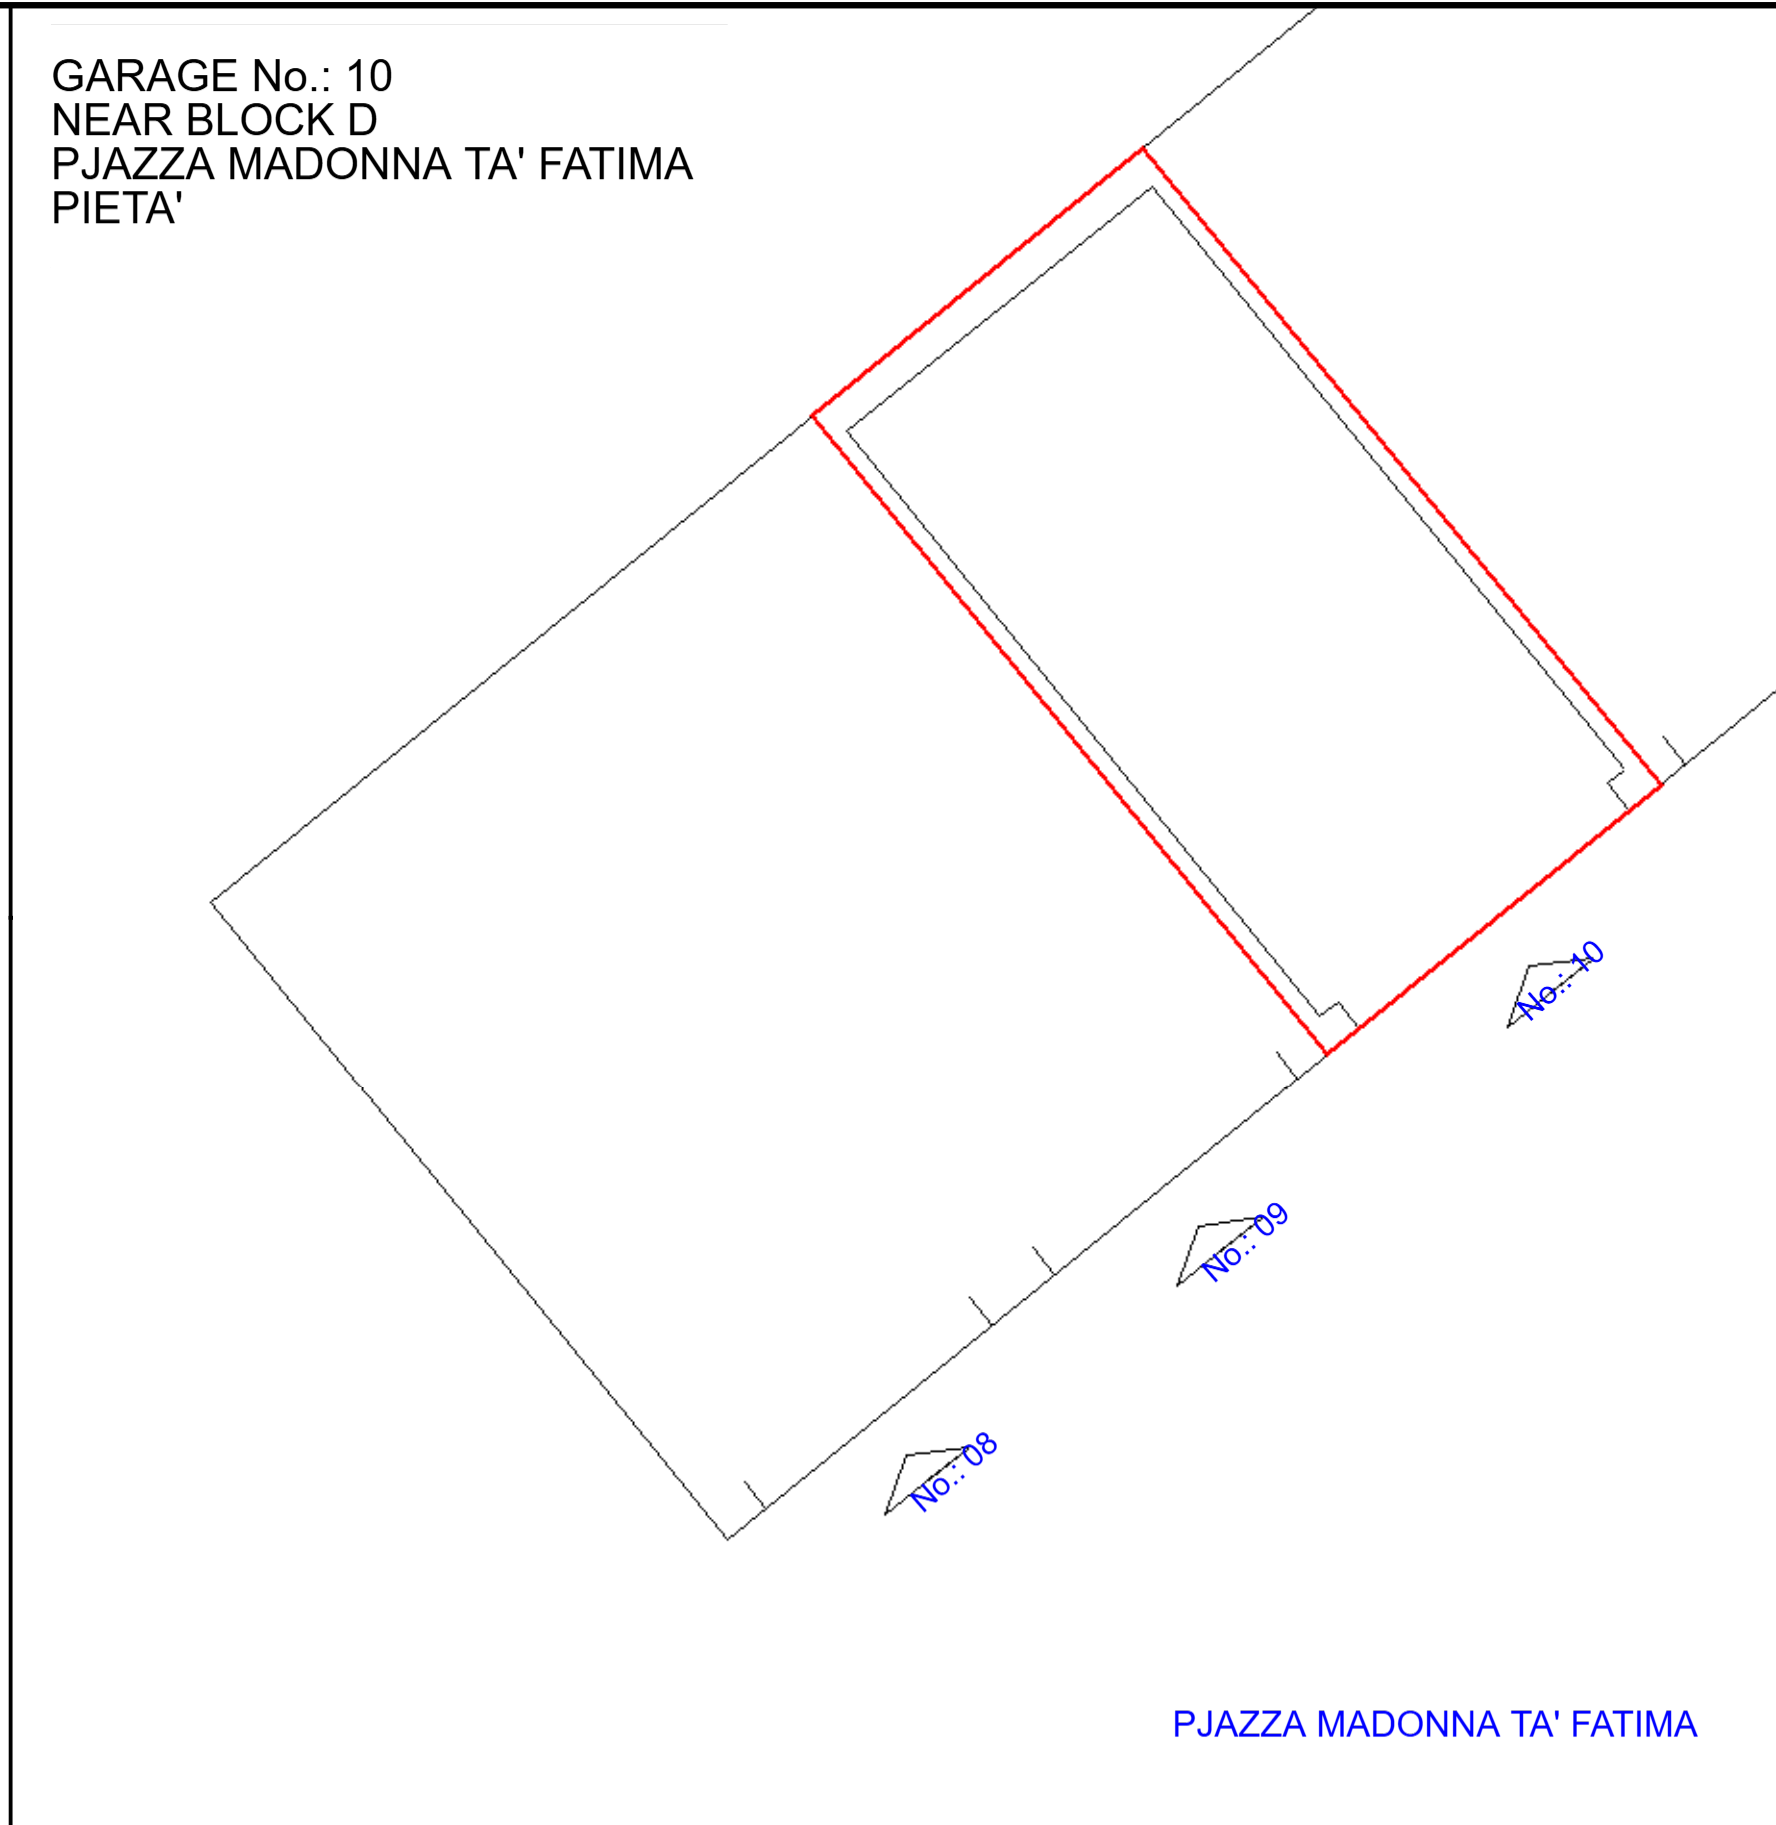 GARAGE No.: 10
NEAR BLOCK D
PJAZZA MADONNA TA' FATIMA
PIETA'
No.: 10
No.: 09
No.: 08
PJAZZA MADONNA TA' FATIMA